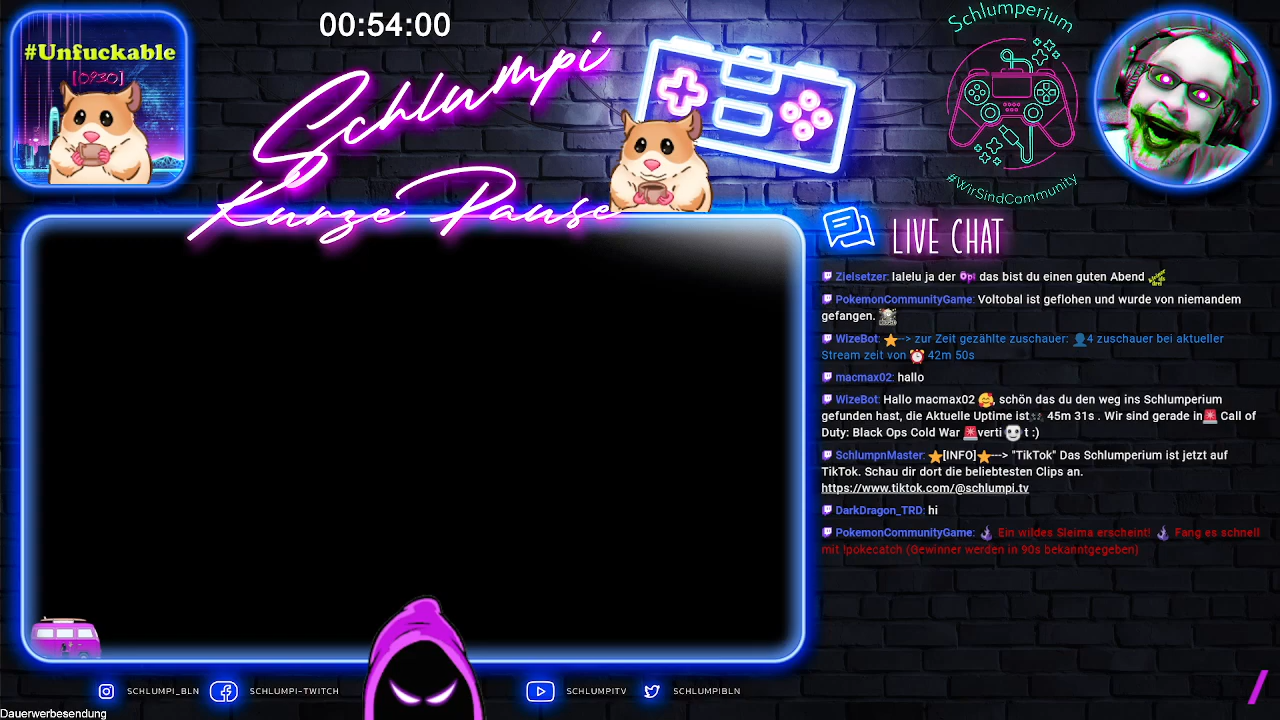 00:54:00
#Unfuckable
[0930]
Schlumpi
Kurze Pause
Schlumperium
#WirSindCommunity
LIVE CHAT
Zielsetzer: lalelu ja der das bist du einen guten Abend
PokemonCommunityGame: Voltobal ist geflohen und wurde von niemandem
gefangen.
WizeBot: ⭐--> zur Zeit gezählte zuschauer: 👤4 zuschauer bei aktueller
Stream zeit von ⏰ 42m 50s
macmax02: hallo
WizeBot: Hallo macmax02 🥰, schön das du den weg ins Schlumperium
gefunden hast, die Aktuelle Uptime ist🎮 45m 31s . Wir sind gerade in🚨 Call of
Duty: Black Ops Cold War 🚨verti t :)
SchlumpnMaster: ⭐[INFO]⭐---> "TikTok" Das Schlumperium ist jetzt auf
TikTok. Schau dir dort die beliebtesten Clips an.
https://www.tiktok.com/@schlumpi.tv
DarkDragon_TRD: hi
PokemonCommunityGame: Ein wildes Sleima erscheint! Fang es schnell
mit !pokecatch (Gewinner werden in 90s bekanntgegeben)
SCHLUMPI_BLN SCHLUMPI-TWITCH SCHLUMPITV SCHLUMPIBLN
Dauerwerbesendung